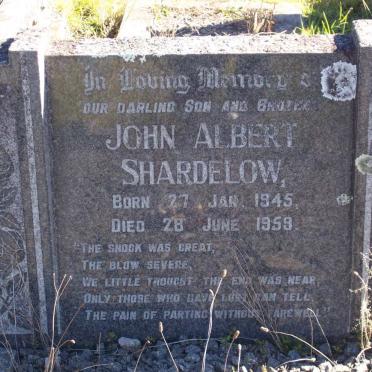 In Loving Memory o
OUR DARLING SON AND BROTHER
JOHN ALBERT
SHARDELOW,
BORN 27 JAN. 1945.
DIED 28 JUNE 1959.
"THE SHOCK WAS GREAT,
THE BLOW SEVERE,
WE LITTLE THOUGHT THE END WAS NEAR,
ONLY THOSE WHO HAVE LOST CAN TELL,
THE PAIN OF PARTING WITHOUT FAREWELL"